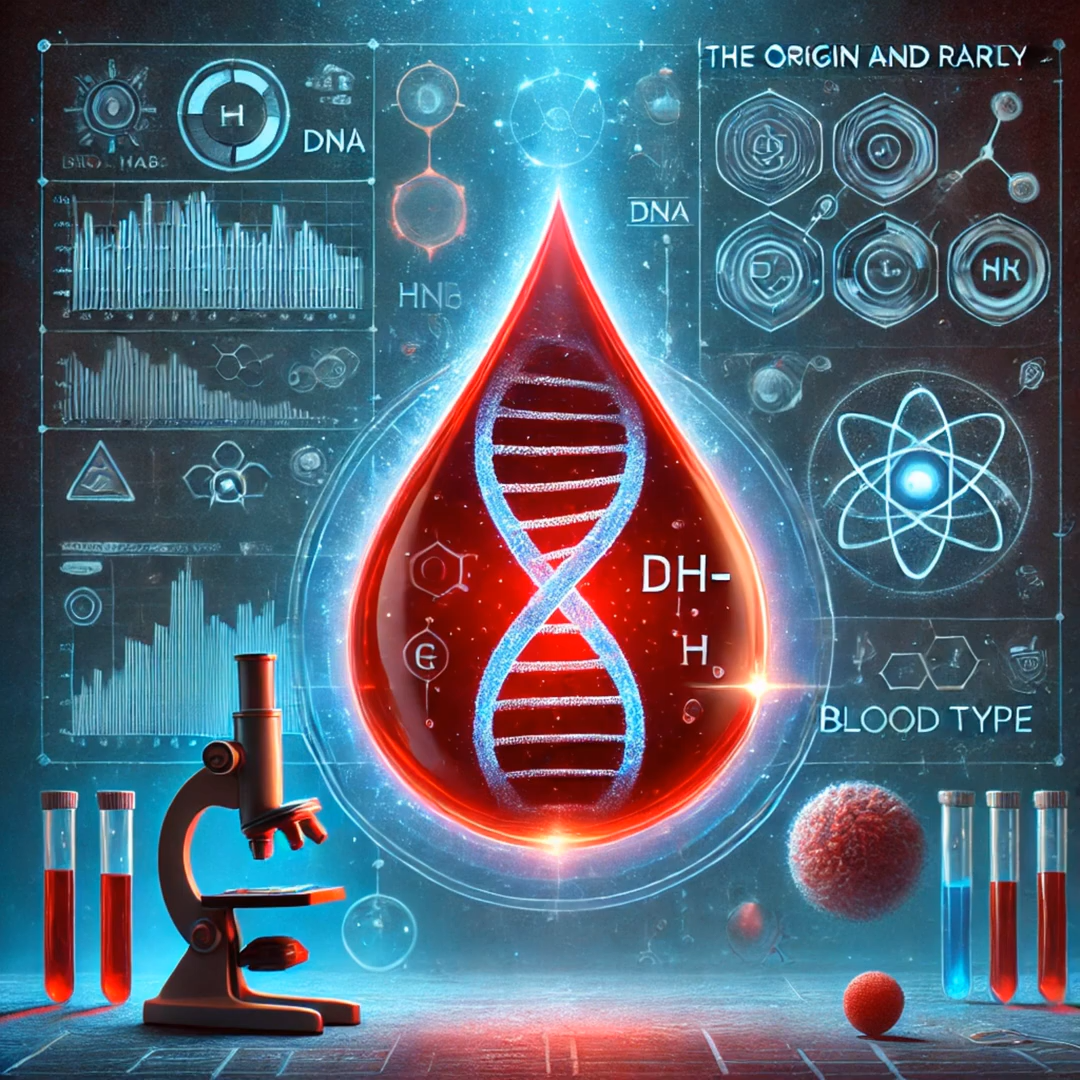 THE ORIGIN AND RARLY
H
DNA
DNA
HNB
HK
DH-
H
BLOOD TYPE